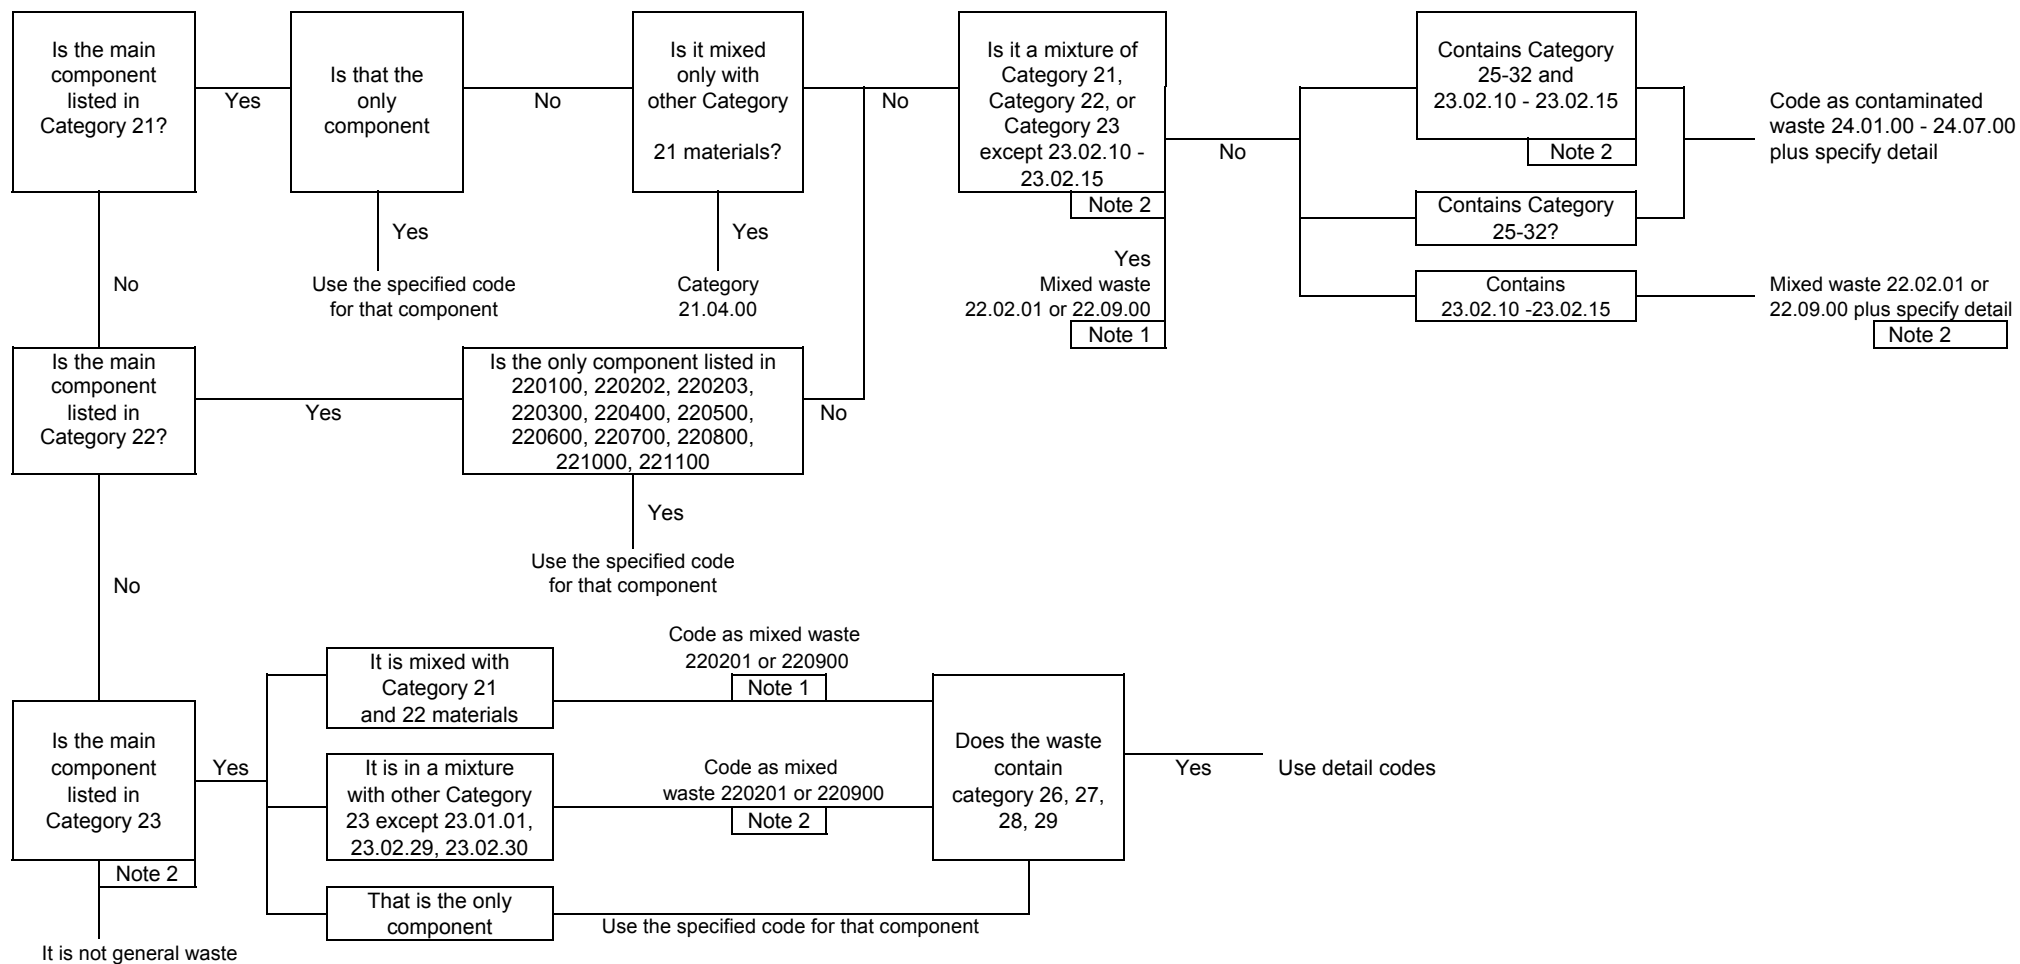 Is the main
component
listed in
Category 21?
Yes
Is that the
only
component
No
Is it mixed
only with
other Category
21 materials?
No
Is it a mixture of
Category 21,
Category 22, or
Category 23
except 23.02.10 -
23.02.15
Note 2
No
Contains Category
25-32 and
23.02.10 - 23.02.15
Note 2
Code as contaminated
waste 24.01.00 - 24.07.00
plus specify detail
Contains Category
25-32?
Contains
23.02.10 -23.02.15
Mixed waste 22.02.01 or
22.09.00 plus specify detail
Note 2
Yes
Use the specified code
for that component
Yes
Category
21.04.00
Yes
Mixed waste
22.02.01 or 22.09.00
Note 1
No
Is the main
component
listed in
Category 22?
Yes
Is the only component listed in
220100, 220202, 220203,
220300, 220400, 220500,
220600, 220700, 220800,
221000, 221100
No
Yes
Use the specified code
for that component
No
Is the main
component
listed in
Category 23
Note 2
Yes
It is mixed with
Category 21
and 22 materials
Code as mixed waste
220201 or 220900
Note 1
It is in a mixture
with other Category
23 except 23.01.01,
23.02.29, 23.02.30
Code as mixed
waste 220201 or 220900
Note 2
That is the only
component
Use the specified code for that component
Does the waste
contain
category 26, 27,
28, 29
Yes
Use detail codes
It is not general waste